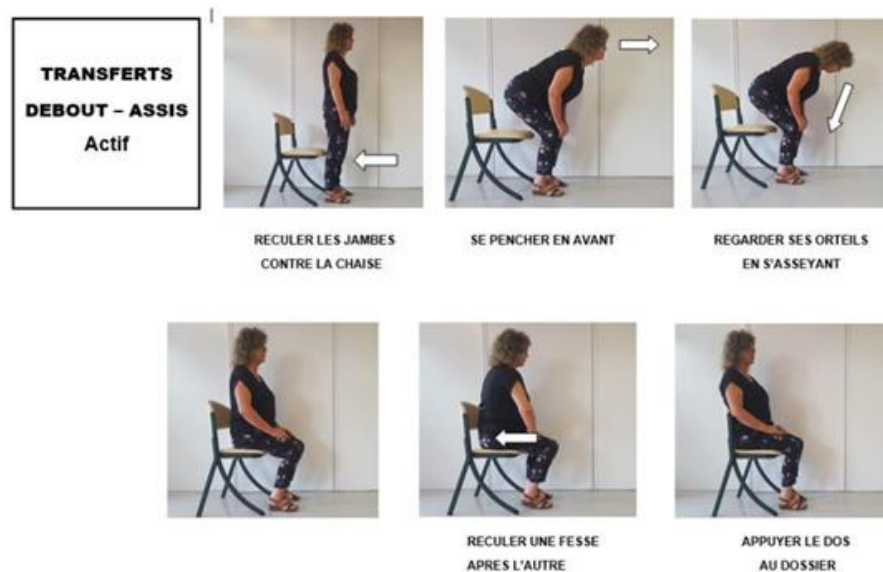 TRANSFERTS
DEBOUT – ASSIS
Actif
RECULER LES JAMBES
CONTRE LA CHAISE
SE PENCHER EN AVANT
REGARDER SES ORTEILS
EN S'ASSEYANT
RECULER UNE FESSE
APRES L'AUTRE
APPUYER LE DOS
AU DOSSIER